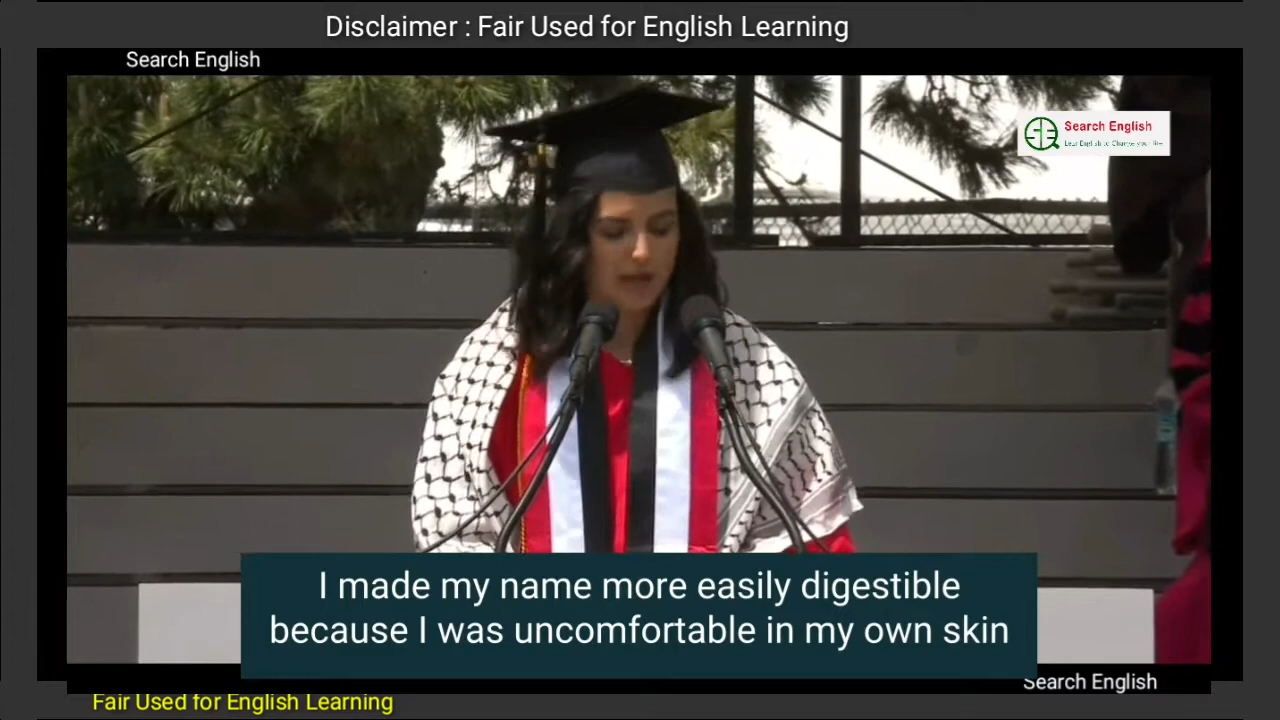 Disclaimer : Fair Used for English Learning
Search English
Search English
I made my name more easily digestible
because I was uncomfortable in my own skin
Search English
Fair Used for English Learning